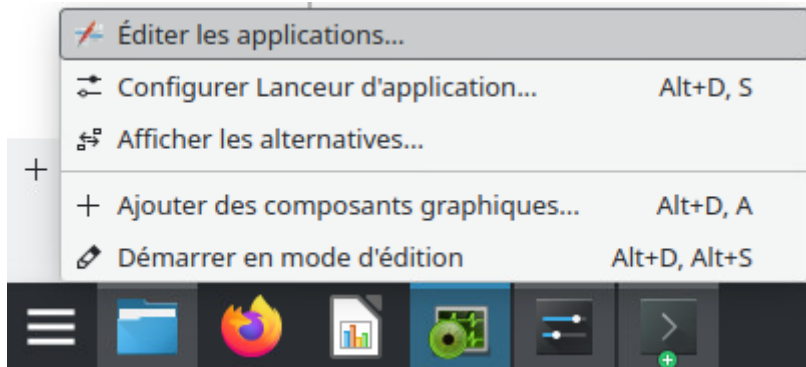 Éditer les applications...
Configurer Lanceur d'application... Alt+D, S
Afficher les alternatives...
Ajouter des composants graphiques... Alt+D, A
Démarrer en mode d'édition Alt+D, Alt+S